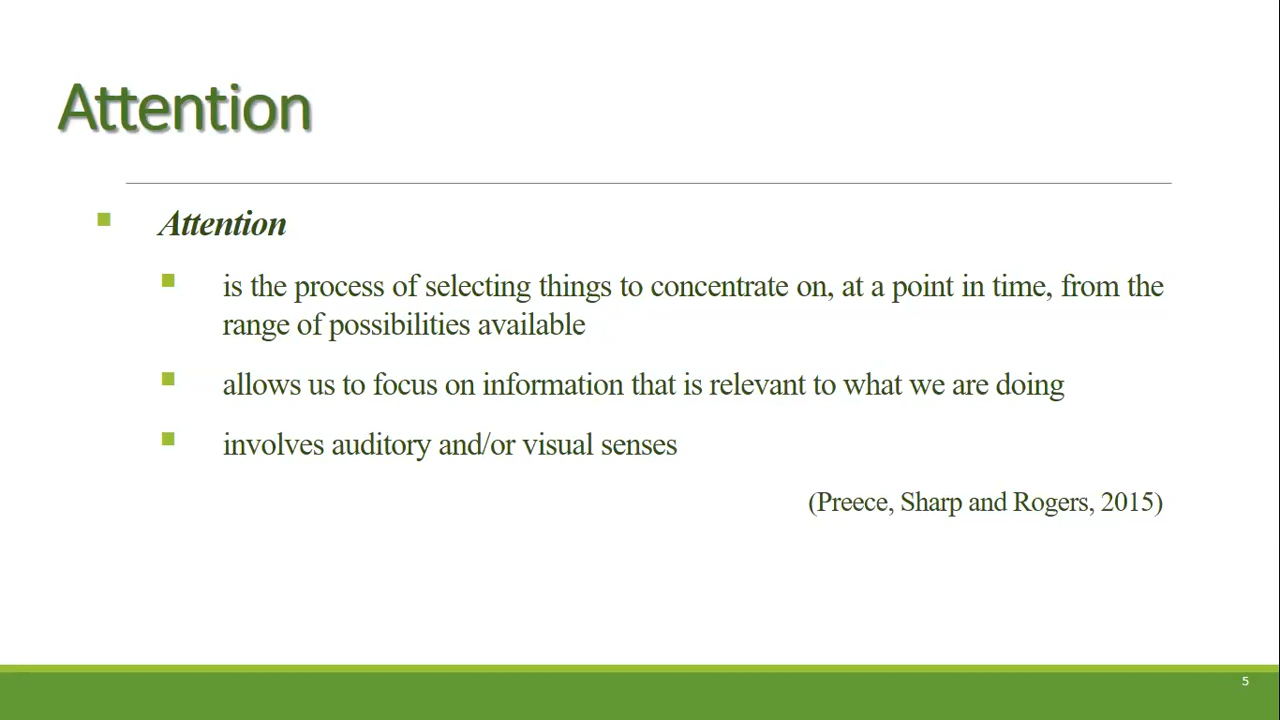 Attention
Attention
is the process of selecting things to concentrate on, at a point in time, from the
range of possibilities available
allows us to focus on information that is relevant to what we are doing
involves auditory and/or visual senses
(Preece, Sharp and Rogers, 2015)
5